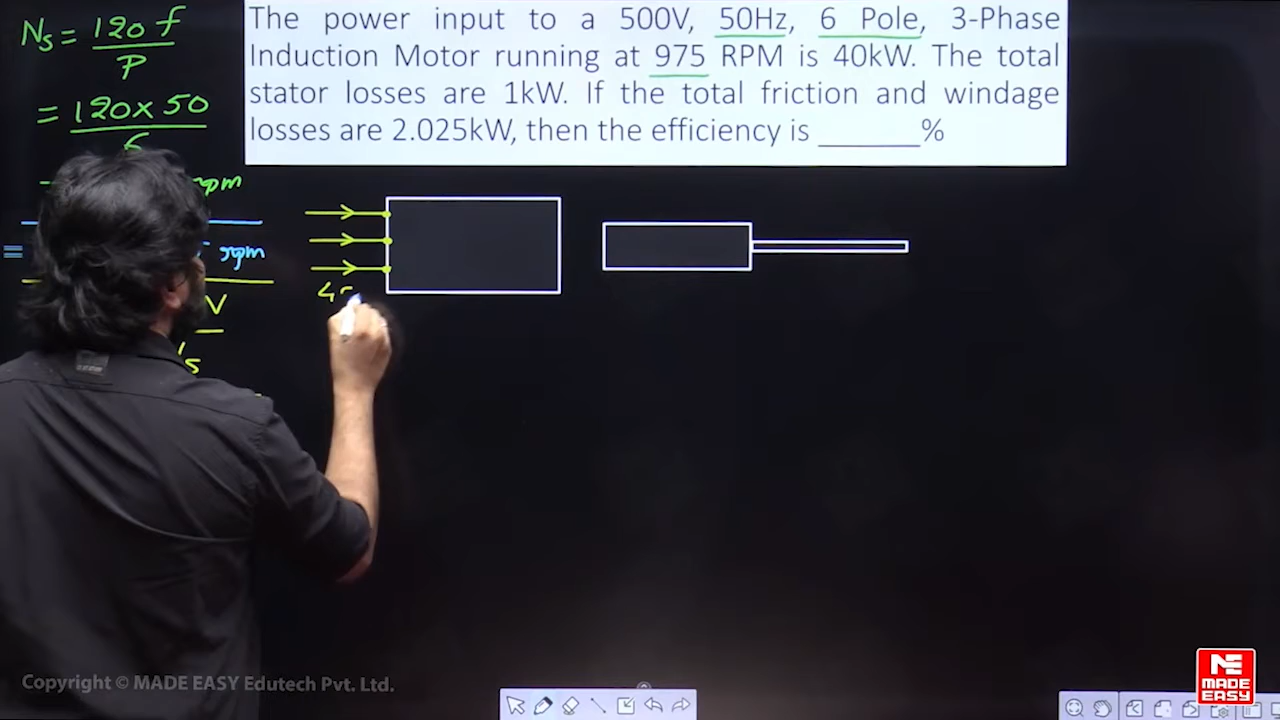 The power input to a 500V, 50Hz, 6 Pole, 3-Phase
Induction Motor running at 975 RPM is 40kW. The total
stator losses are 1kW. If the total friction and windage
losses are 2.025kW, then the efficiency is ______%
Ns = 120 f
P
= 120 x 50
6
rpm
≡ rpm
V
s
4
Copyright © MADE EASY Edutech Pvt. Ltd.
MADE
EASY